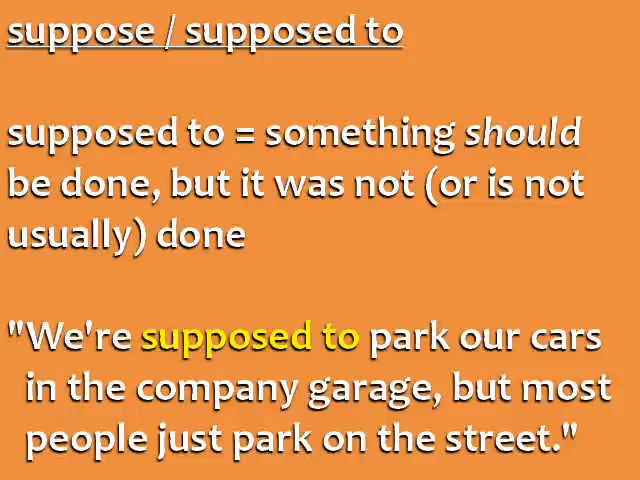 suppose / supposed to
supposed to = something should
be done, but it was not (or is not
usually) done
"We're supposed to park our cars
in the company garage, but most
people just park on the street."